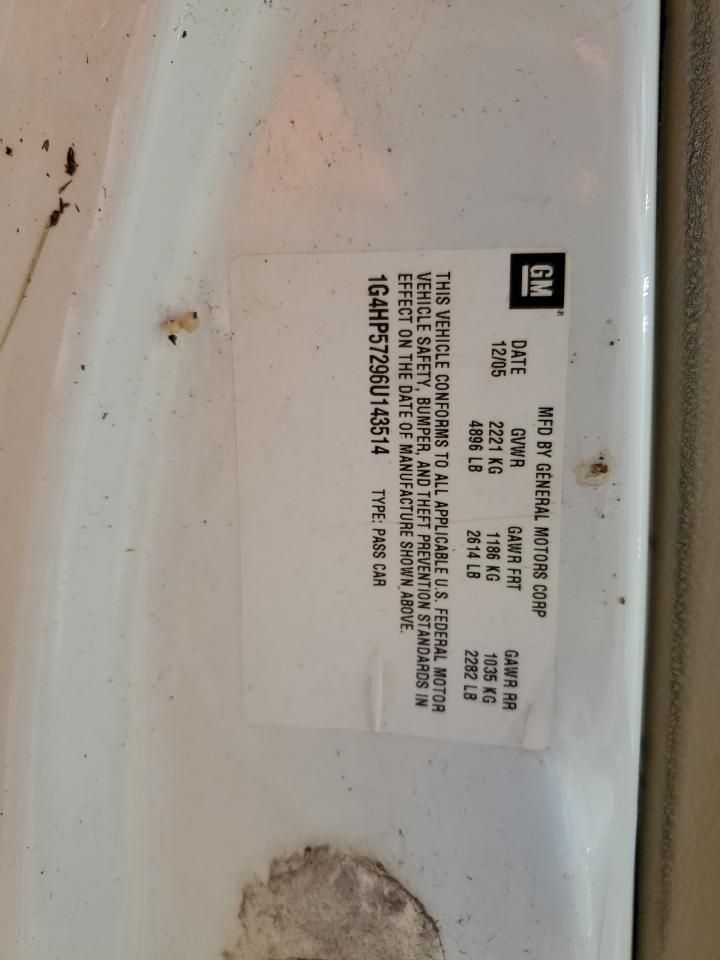 GM®
MFD BY GENERAL MOTORS CORP
DATE GVWR GAWR FRT GAWR RR
12/05 2221 KG 1186 KG 1035 KG
4896 LB 2614 LB 2282 LB
THIS VEHICLE CONFORMS TO ALL APPLICABLE U.S. FEDERAL MOTOR
VEHICLE SAFETY, BUMPER, AND THEFT PREVENTION STANDARDS IN
EFFECT ON THE DATE OF MANUFACTURE SHOWN ABOVE.
1G4HP57296U143514 TYPE: PASS CAR